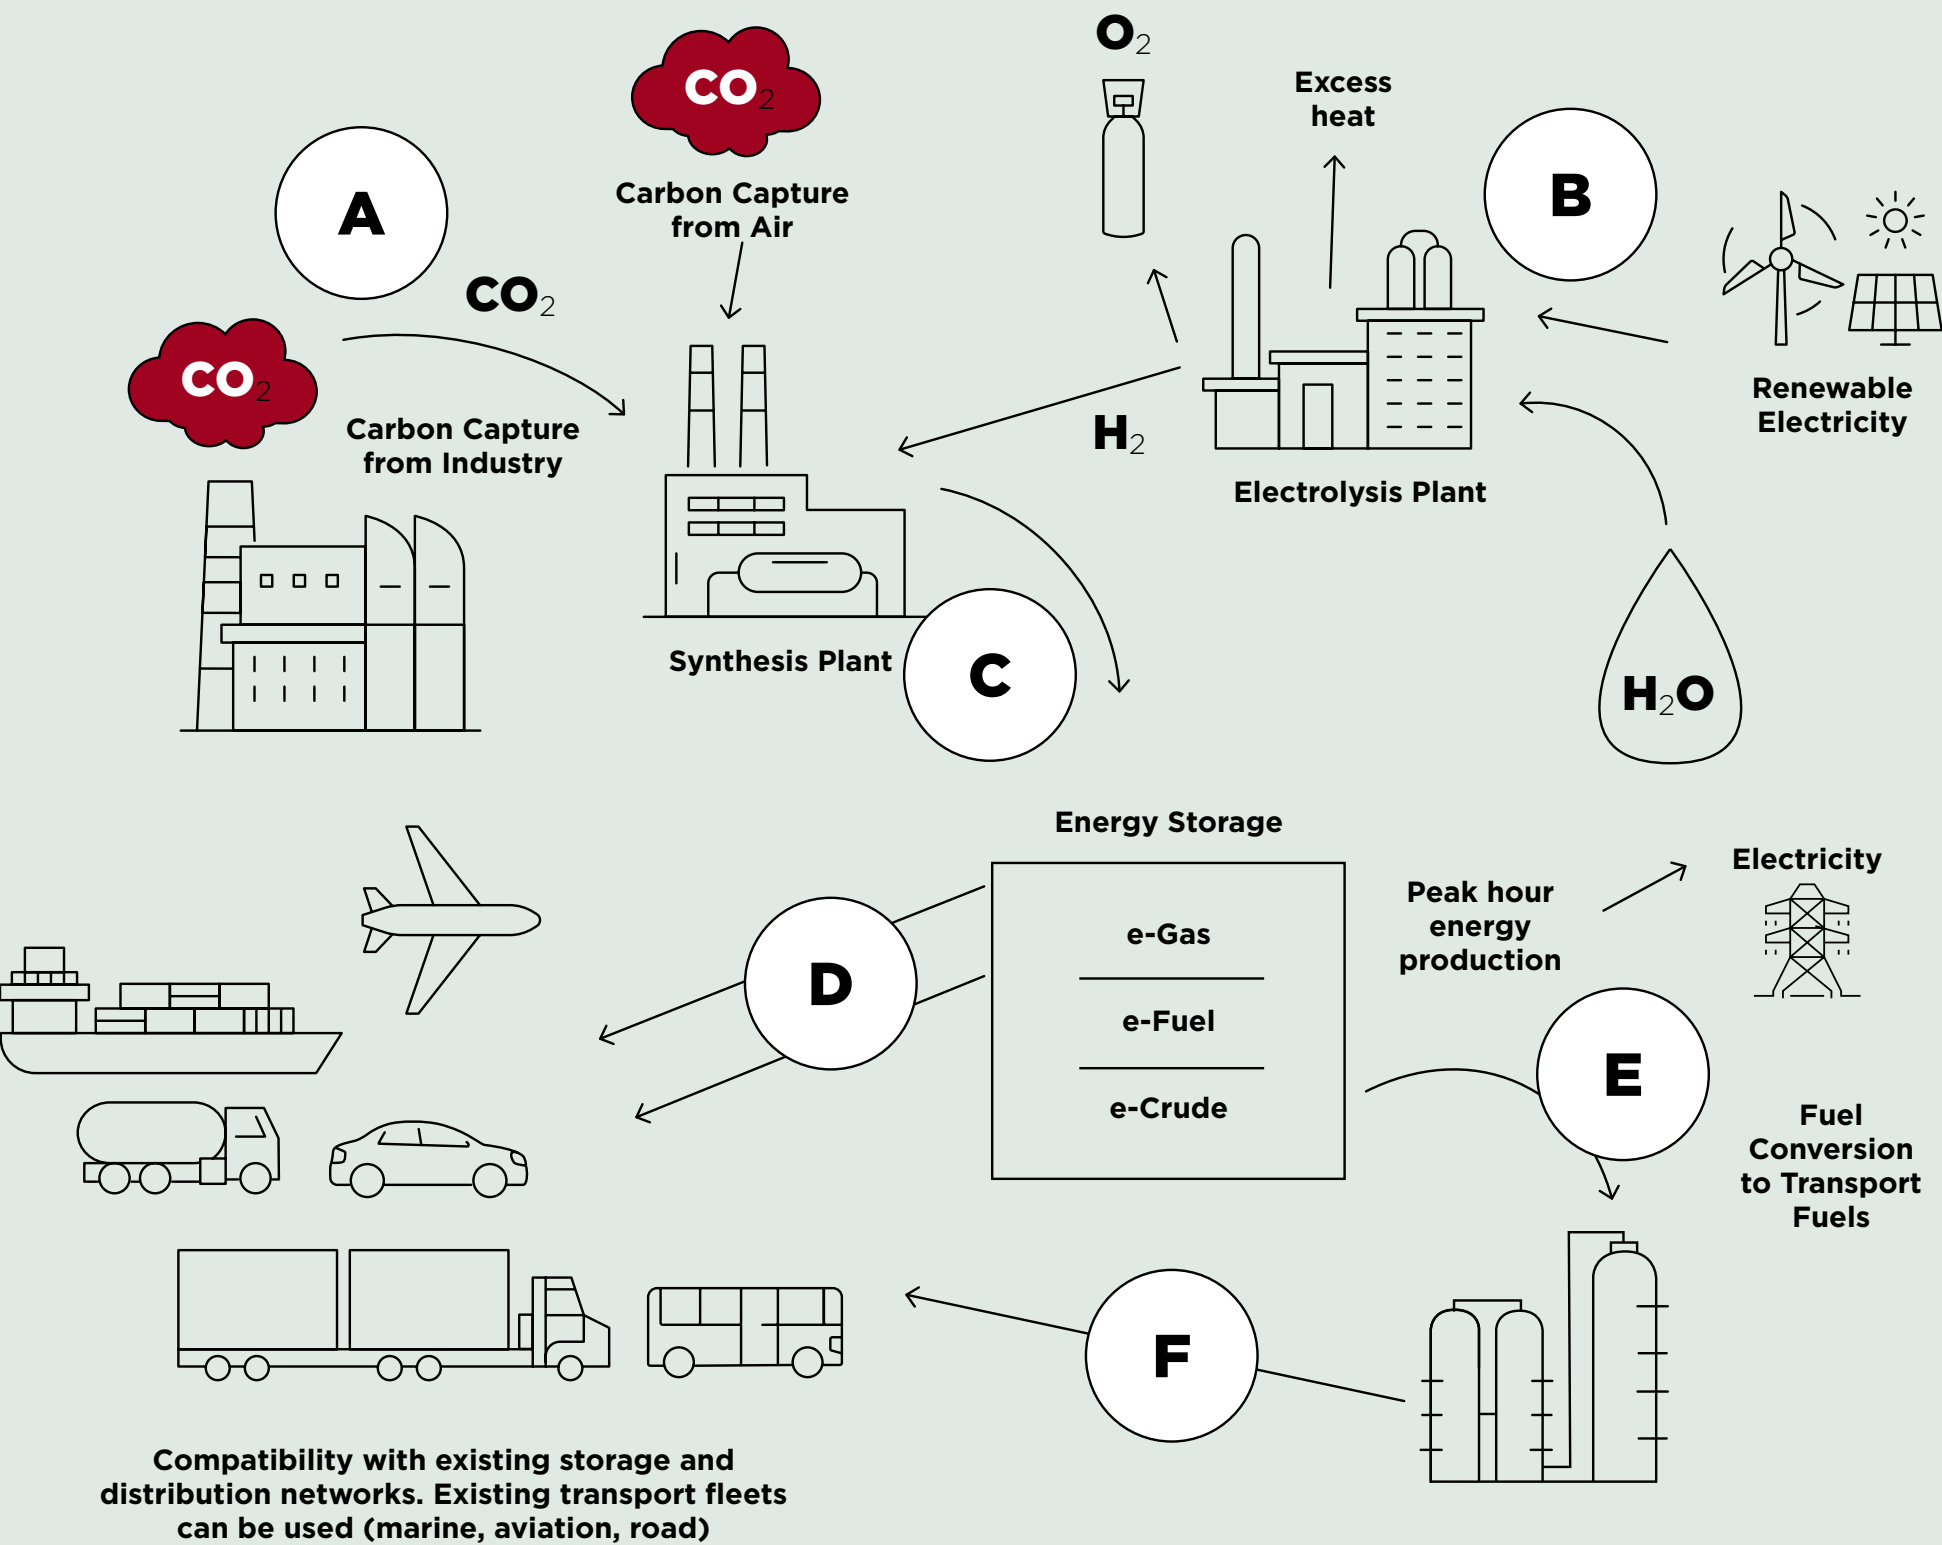 O₂
CO₂
Excess
heat
A
B
Carbon Capture
from Air
CO₂
CO₂
Renewable
Electricity
Carbon Capture
from Industry
H₂
Electrolysis Plant
Synthesis Plant
C
H₂O
Energy Storage
Electricity
Peak hour
energy
production
e-Gas
D
e-Fuel
E
e-Crude
Fuel
Conversion
to Transport
Fuels
F
Compatibility with existing storage and
distribution networks. Existing transport fleets
can be used (marine, aviation, road)